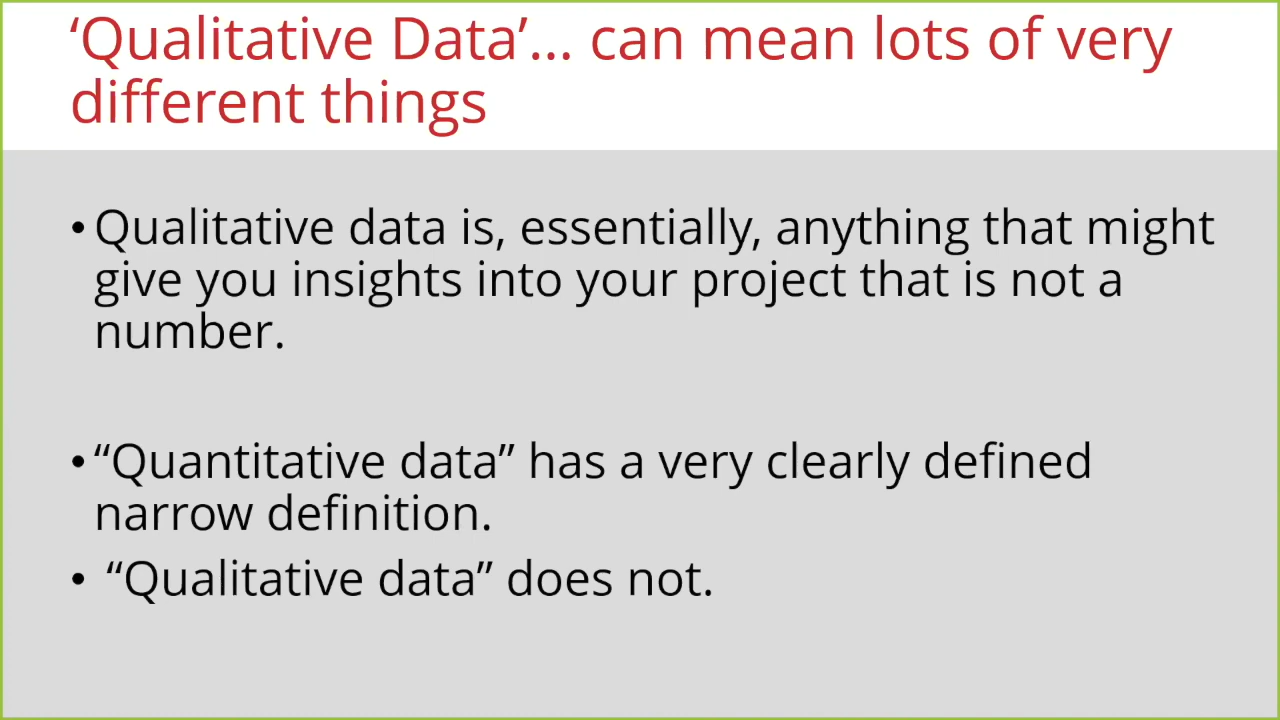 ‘Qualitative Data’... can mean lots of very
different things
• Qualitative data is, essentially, anything that might
give you insights into your project that is not a
number.
• “Quantitative data” has a very clearly defined
narrow definition.
• “Qualitative data” does not.